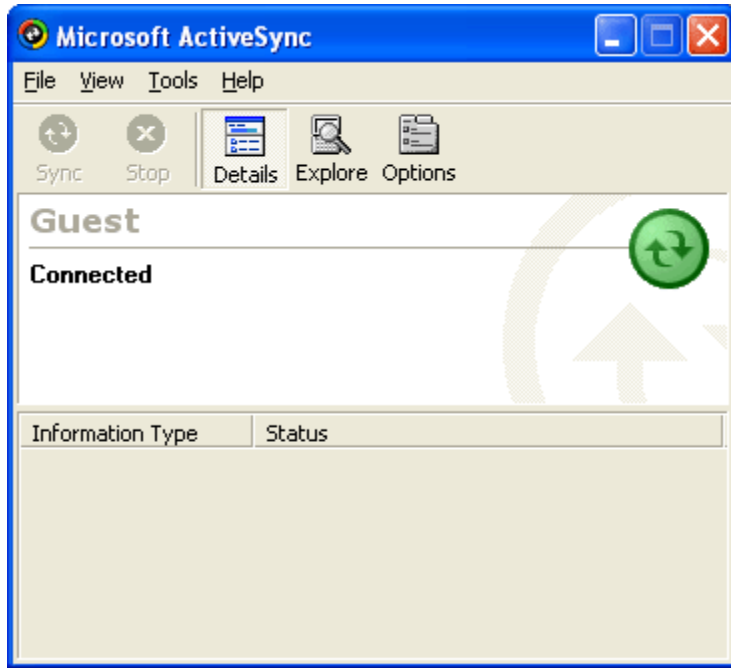 Microsoft ActiveSync
File View Tools Help
Sync Stop Details Explore Options
Guest
Connected
Information Type Status